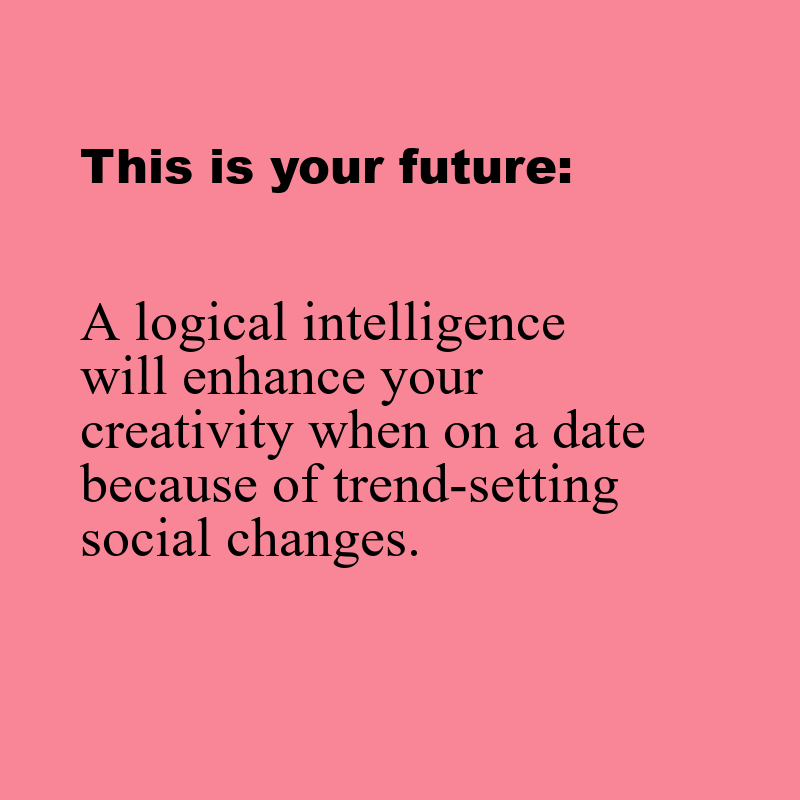 This is your future:
A logical intelligence
will enhance your
creativity when on a date
because of trend-setting
social changes.